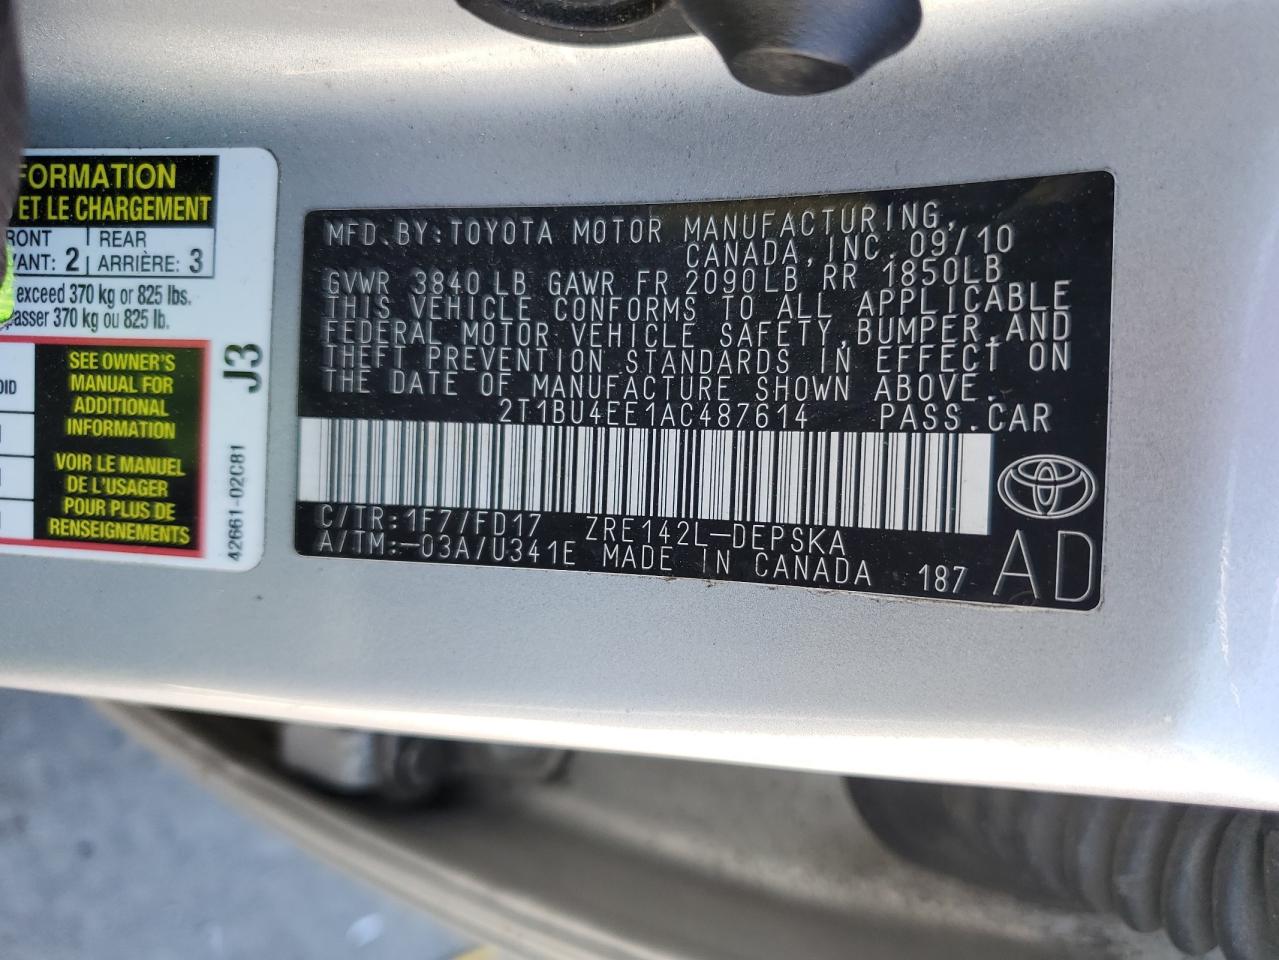 FORMATION
ET LE CHARGEMENT
RONT 2 REAR
VANT: ARRIÈRE: 3
exceed 370 kg or 825 lbs.
passer 370 kg ou 825 lb.
SEE OWNER'S
MANUAL FOR
ADDITIONAL
INFORMATION
VOIR LE MANUEL
DE L'USAGER
POUR PLUS DE
RENSEIGNEMENTS
J3
42661-02C81
MFD.BY:TOYOTA MOTOR MANUFACTURING,
CANADA,INC.09/10
GVWR 3840 LB GAWR FR 2090LB RR 1850LB
THIS VEHICLE CONFORMS TO ALL APPLICABLE
FEDERAL MOTOR VEHICLE SAFETY,BUMPER,AND
THEFT PREVENTION STANDARDS IN EFFECT ON
THE DATE OF MANUFACTURE SHOWN ABOVE.
2T1BU4EE1AC487614 PASS.CAR
C/TR:1F7/FD17 ZRE142L-DEPSKA
A/TM:-03A/U341E MADE IN CANADA 187 AD